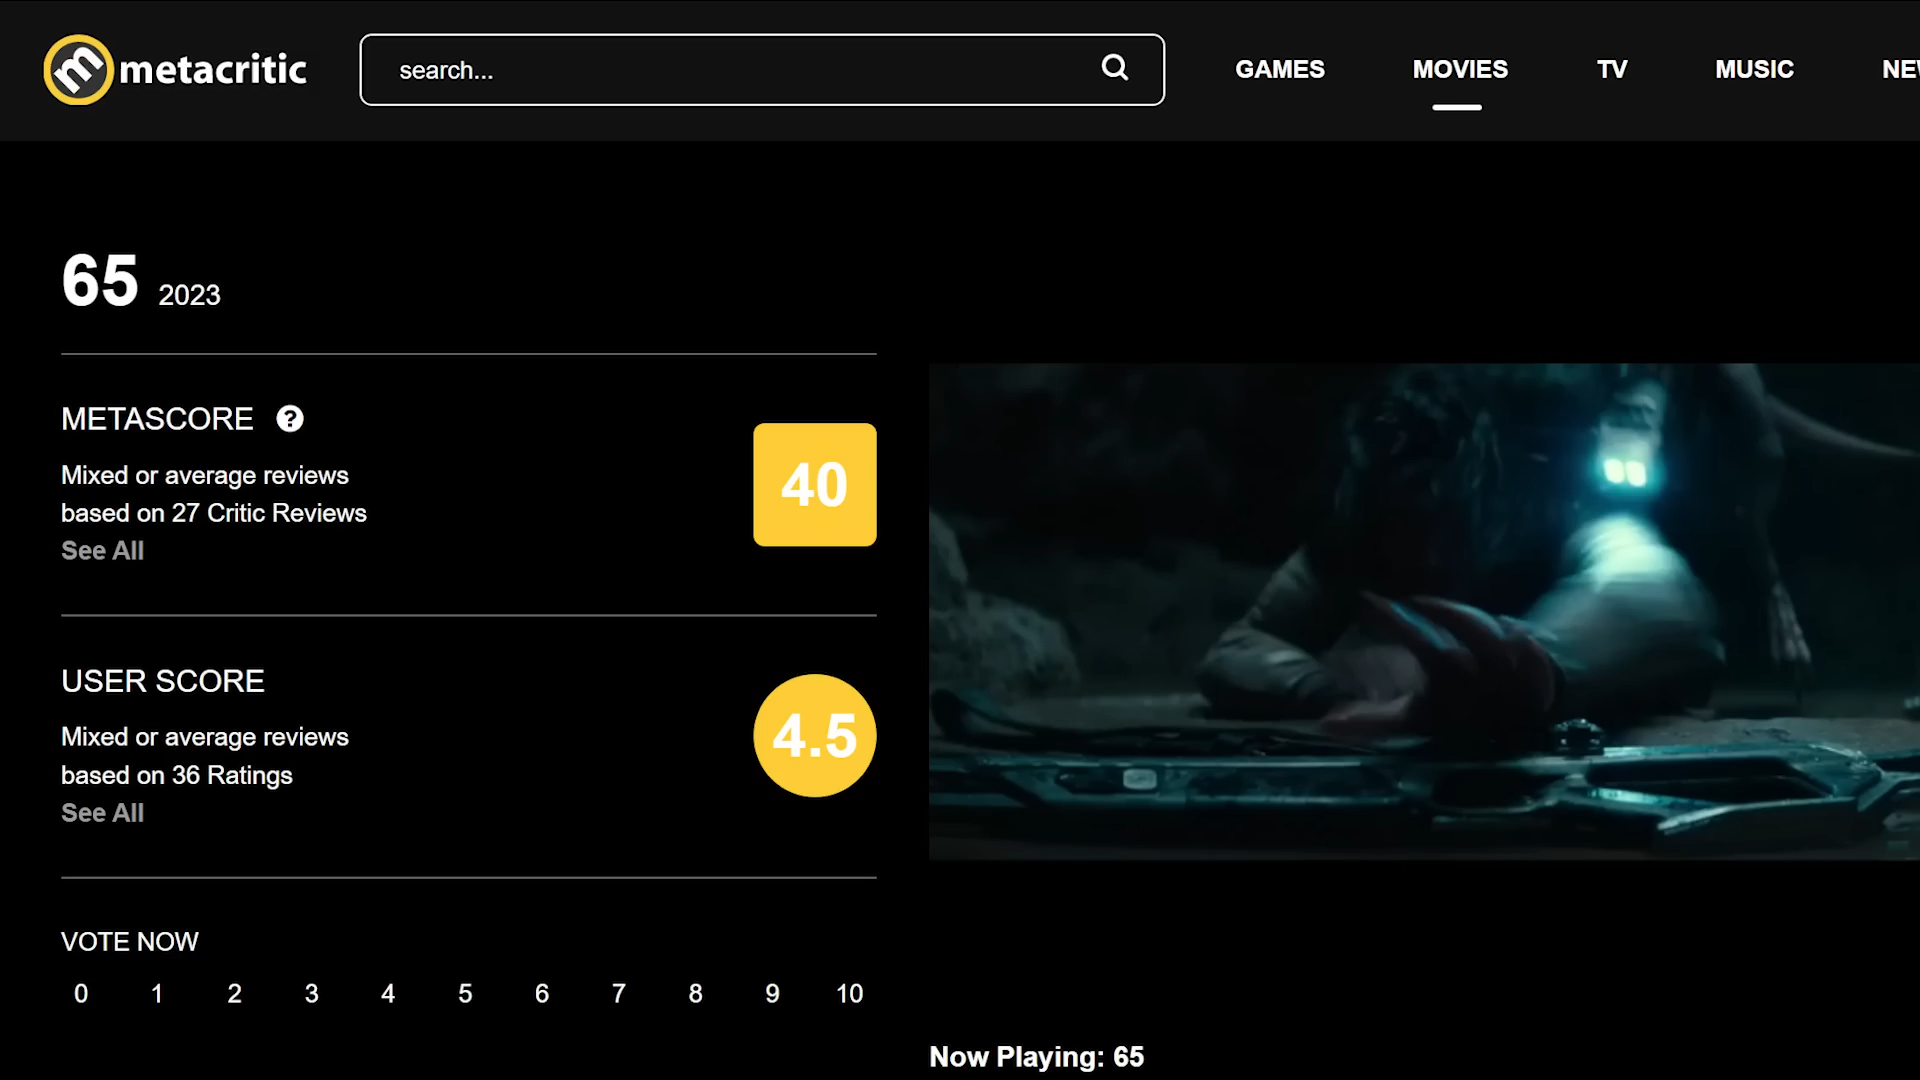 metacritic
search...
GAMES
MOVIES
TV
MUSIC
65 2023
METASCORE ?
Mixed or average reviews
based on 27 Critic Reviews
See All
40
USER SCORE
Mixed or average reviews
based on 36 Ratings
See All
4.5
VOTE NOW
0 1 2 3 4 5 6 7 8 9 10
Now Playing: 65